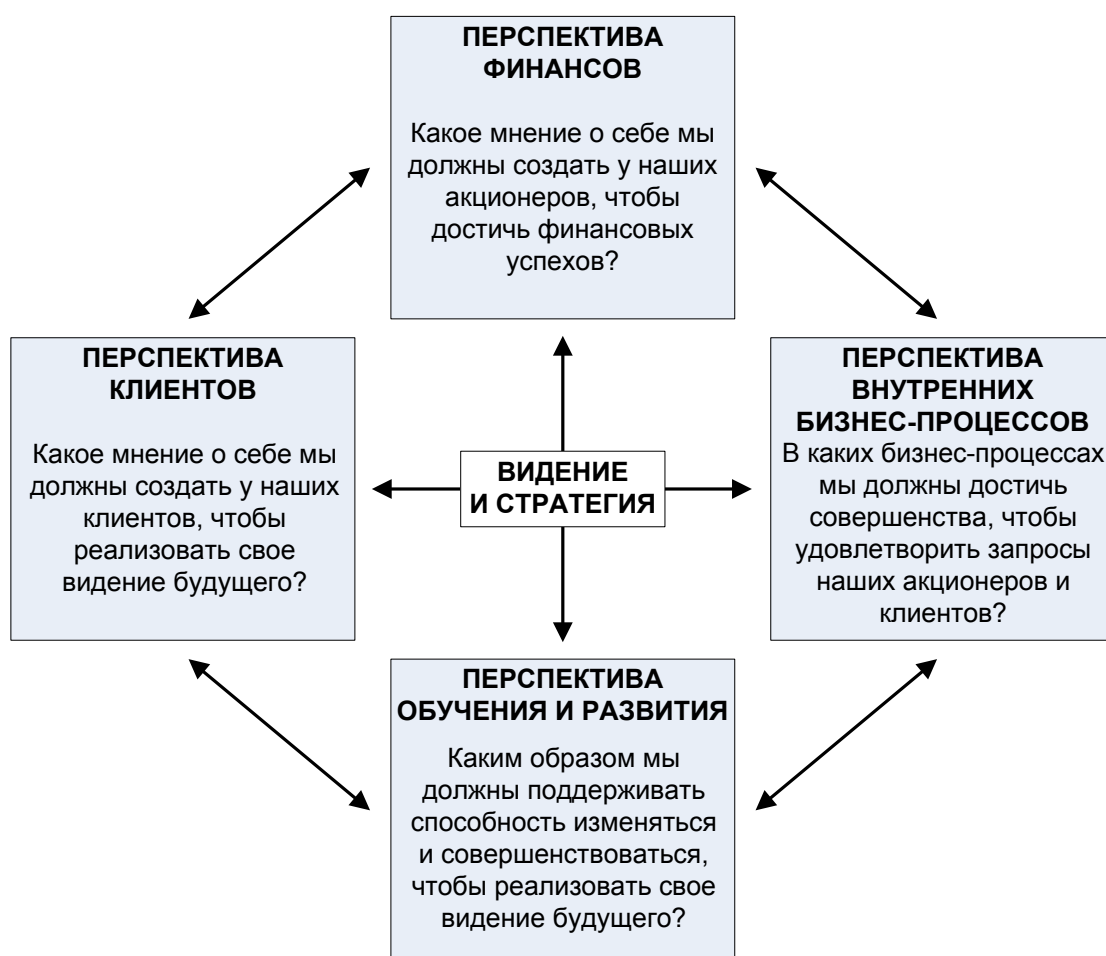 ПЕРСПЕКТИВА
ФИНАНСОВ
Какое мнение о себе мы
должны создать у наших
акционеров, чтобы
достичь финансовых
успехов?
ПЕРСПЕКТИВА
КЛИЕНТОВ
Какое мнение о себе мы
должны создать у наших
клиентов, чтобы
реализовать свое
видение будущего?
ВИДЕНИЕ
И СТРАТЕГИЯ
ПЕРСПЕКТИВА
ВНУТРЕННИХ
БИЗНЕС-ПРОЦЕССОВ
В каких бизнес-процессах
мы должны достичь
совершенства, чтобы
удовлетворить запросы
наших акционеров и
клиентов?
ПЕРСПЕКТИВА
ОБУЧЕНИЯ И РАЗВИТИЯ
Каким образом мы
должны поддерживать
способность изменяться
и совершенствоваться,
чтобы реализовать свое
видение будущего?